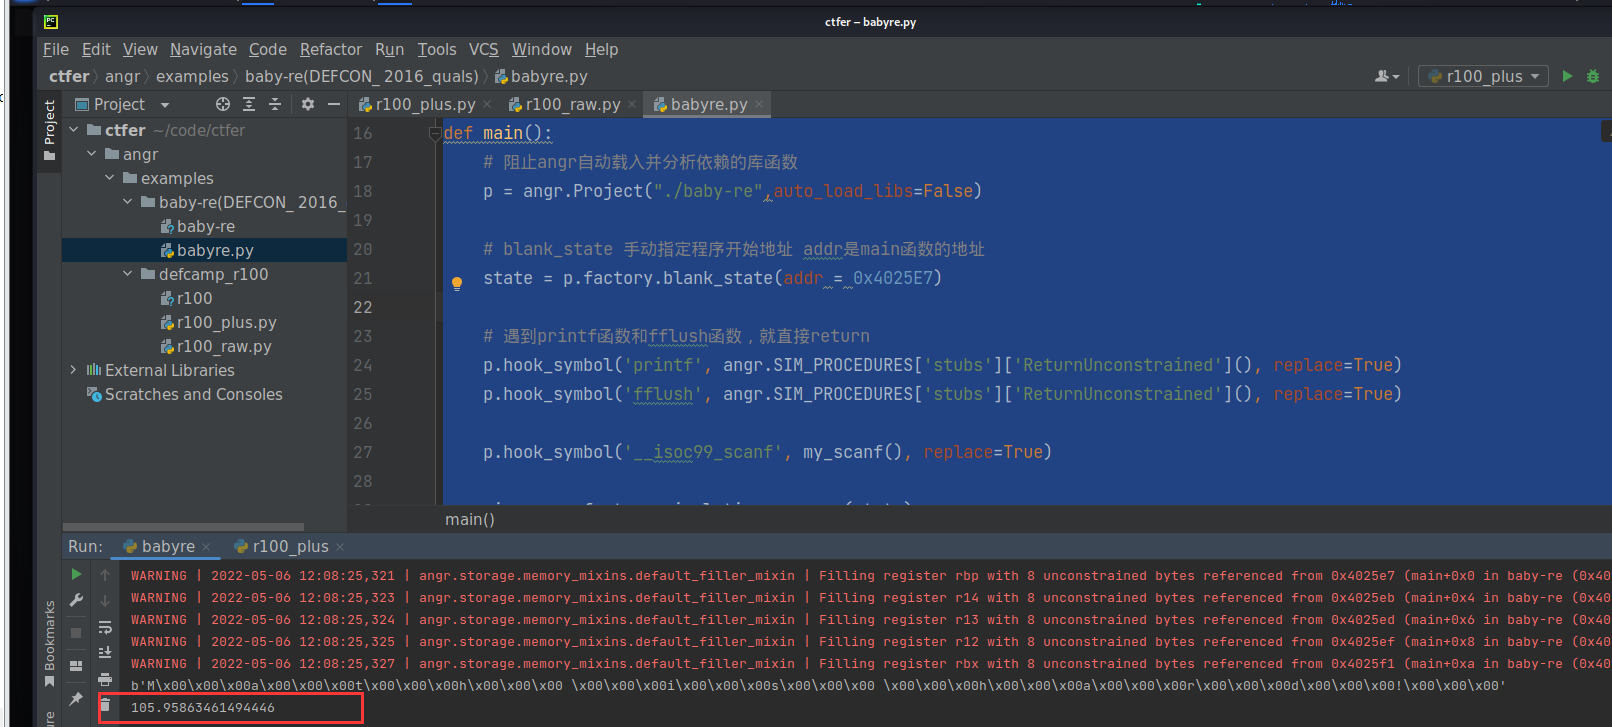 ctfer – babyre.py
File Edit View Navigate Code Refactor Run Tools VCS Window Help
ctfer angr examples baby-re(DEFCON_ 2016_quals) babyre.py
r100_plus
Project
Project
r100_plus.py
r100_raw.py
babyre.py
ctfer ~/code/ctfer
angr
examples
baby-re(DEFCON_ 2016_
baby-re
babyre.py
defcamp_r100
r100
r100_plus.py
r100_raw.py
External Libraries
Scratches and Consoles
16 def main():
17 # 阻止angr自动载入并分析依赖的库函数
18 p = angr.Project("./baby-re",auto_load_libs=False)
19
20 # blank_state 手动指定程序开始地址 addr是main函数的地址
21 state = p.factory.blank_state(addr = 0x4025E7)
22
23 # 遇到printf函数和fflush函数，就直接return
24 p.hook_symbol('printf', angr.SIM_PROCEDURES['stubs']['ReturnUnconstrained'](), replace=True)
25 p.hook_symbol('fflush', angr.SIM_PROCEDURES['stubs']['ReturnUnconstrained'](), replace=True)
26
27 p.hook_symbol('__isoc99_scanf', my_scanf(), replace=True)
28
main()
Run: babyre r100_plus
Bookmarks
WARNING | 2022-05-06 12:08:25,321 | angr.storage.memory_mixins.default_filler_mixin | Filling register rbp with 8 unconstrained bytes referenced from 0x4025e7 (main+0x0 in baby-re (0x40
WARNING | 2022-05-06 12:08:25,323 | angr.storage.memory_mixins.default_filler_mixin | Filling register r14 with 8 unconstrained bytes referenced from 0x4025eb (main+0x4 in baby-re (0x40
WARNING | 2022-05-06 12:08:25,324 | angr.storage.memory_mixins.default_filler_mixin | Filling register r13 with 8 unconstrained bytes referenced from 0x4025ed (main+0x6 in baby-re (0x40
WARNING | 2022-05-06 12:08:25,325 | angr.storage.memory_mixins.default_filler_mixin | Filling register r12 with 8 unconstrained bytes referenced from 0x4025ef (main+0x8 in baby-re (0x40
WARNING | 2022-05-06 12:08:25,327 | angr.storage.memory_mixins.default_filler_mixin | Filling register rbx with 8 unconstrained bytes referenced from 0x4025f1 (main+0xa in baby-re (0x40
b'M\x00\x00\x00a\x00\x00\x00t\x00\x00\x00h\x00\x00\x00 \x00\x00\x00i\x00\x00\x00s\x00\x00\x00 \x00\x00\x00h\x00\x00\x00a\x00\x00\x00r\x00\x00\x00d\x00\x00\x00!\x00\x00\x00'
105.95863461494446